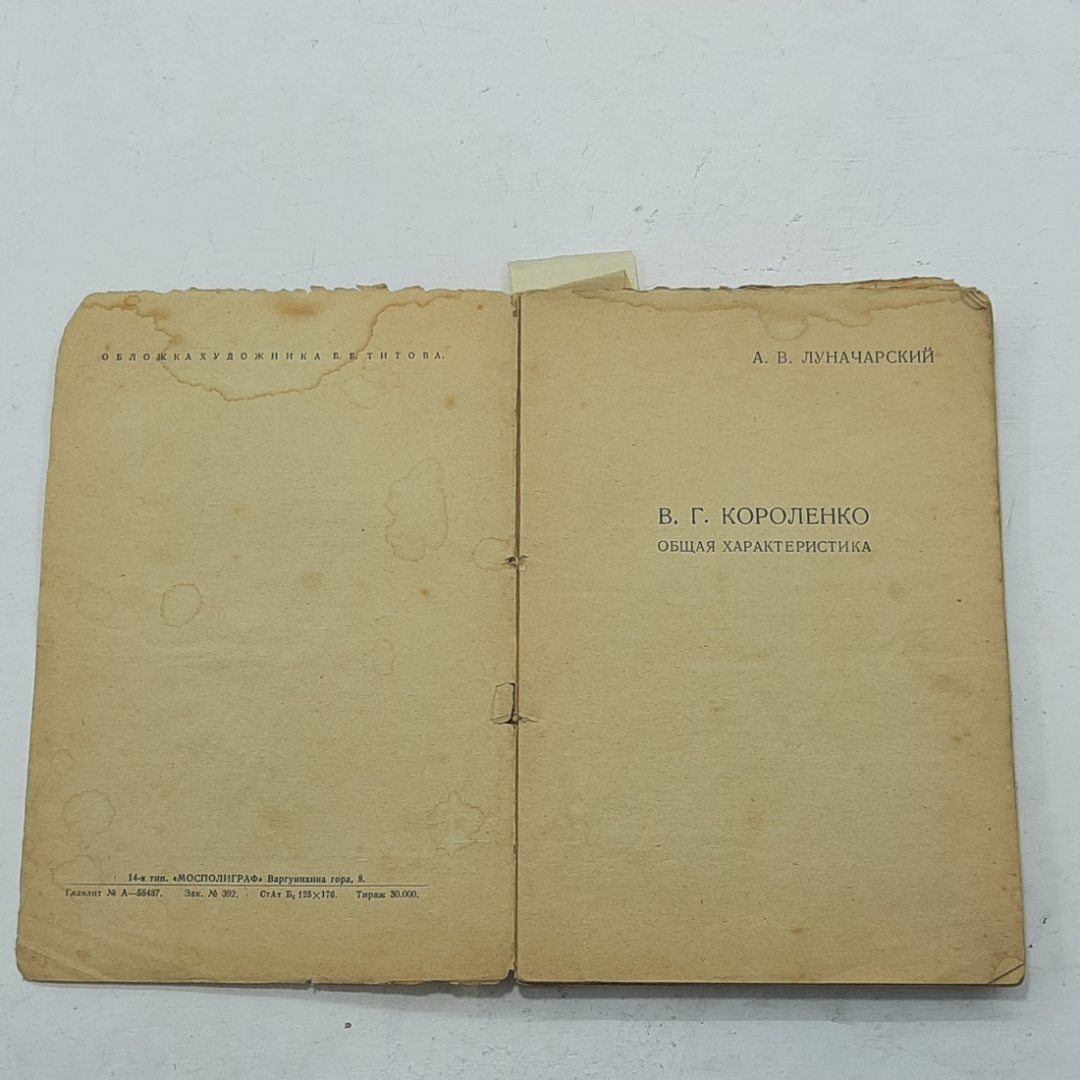 ОБЛОЖКА ХУДОЖНИКА Б. Б. ТИТОВА.
14-я тип. «МОСПОЛИГРАФ» Варгунихина гора, 8.
Главлит № А—58487. Зак. № 392. СтАт Б₆ 125×176. Тираж 30.000.
А. В. ЛУНАЧАРСКИЙ
В. Г. КОРОЛЕНКО
ОБЩАЯ ХАРАКТЕРИСТИКА